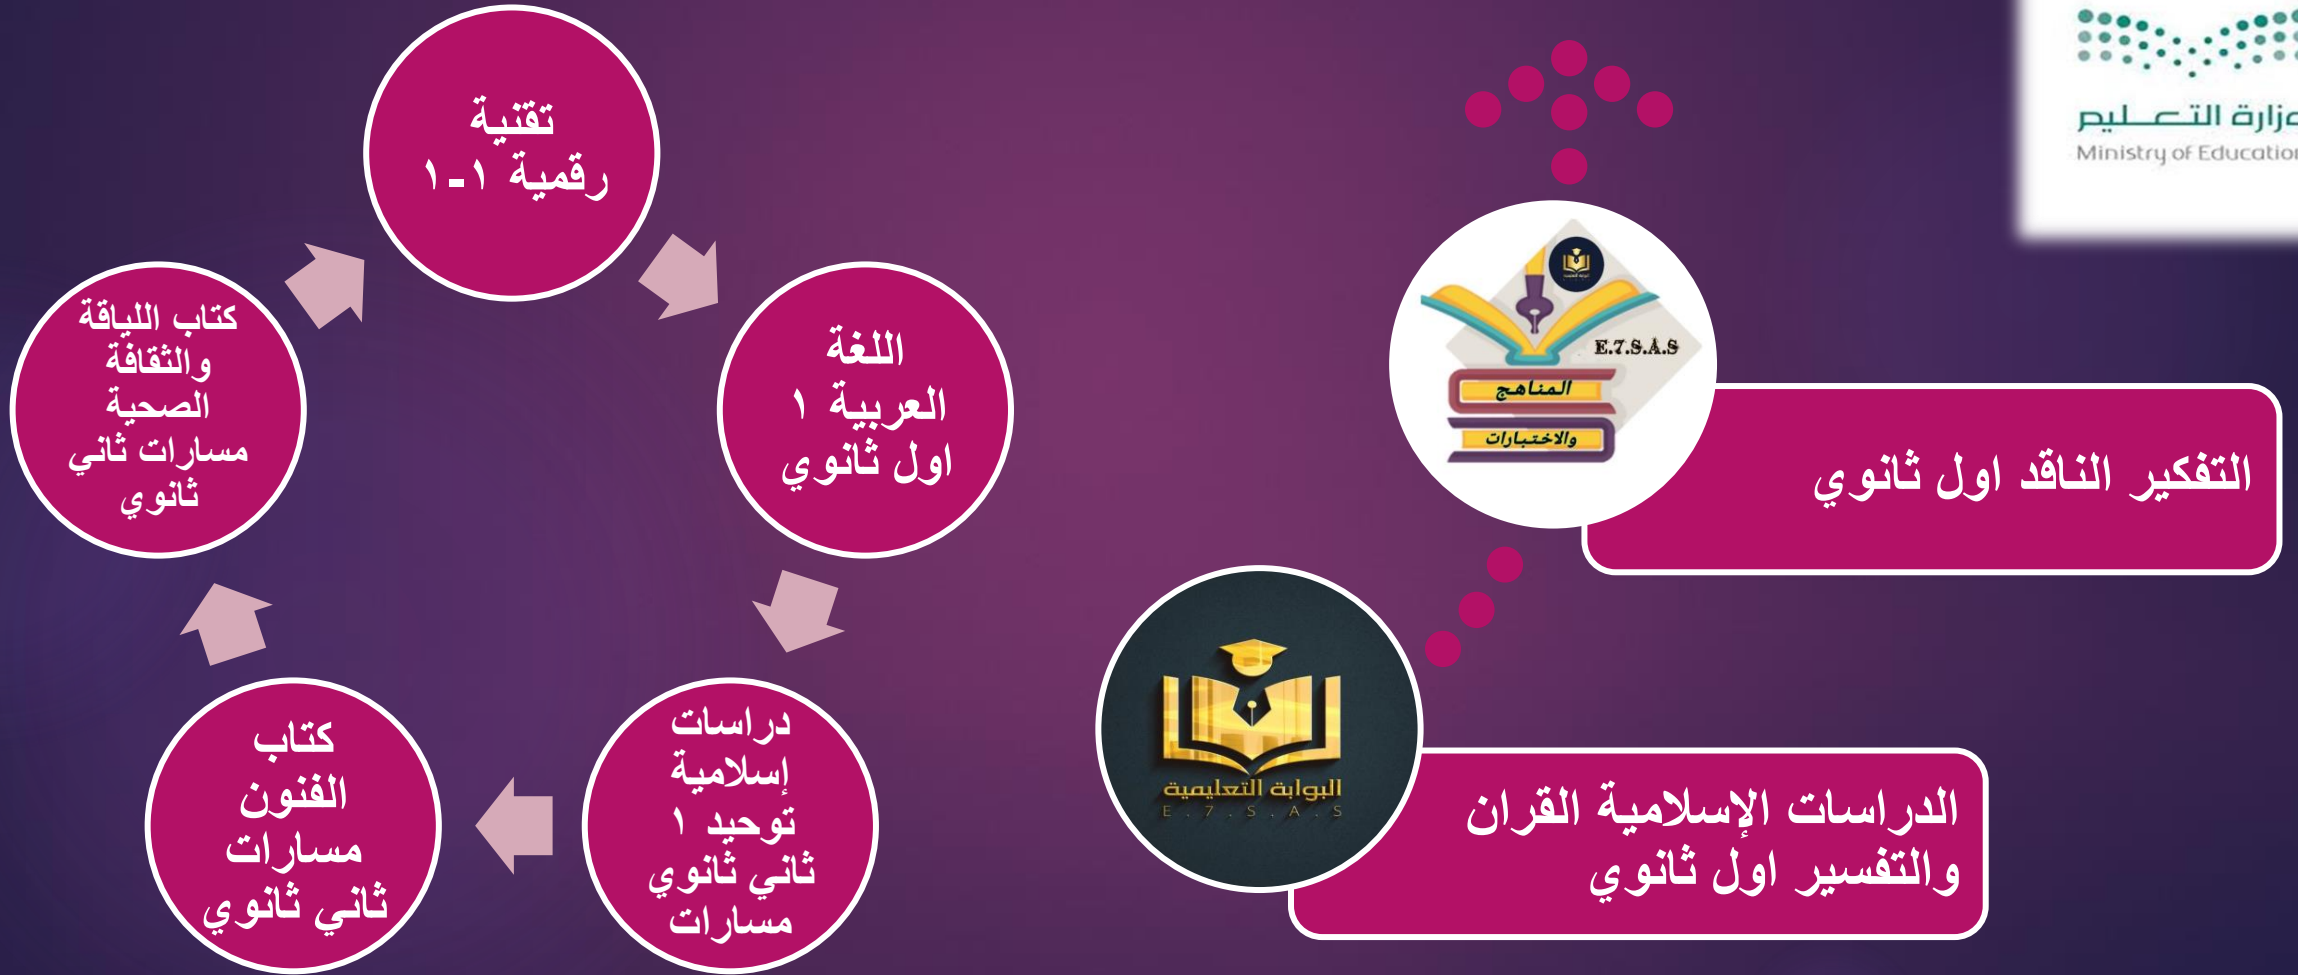 وزارة التعليم
Ministry of Education
E.7.S.A.S
المناهج
والاختبارات
التفكير الناقد اول ثانوي
البوابة التعليمية
E.7.S.A.S
الدراسات الإسلامية القران
والتفسير اول ثانوي
تقنية
رقمية ١-١
اللغة
العربية ١
اول ثانوي
دراسات
إسلامية
توحيد ١
ثاني ثانوي
مسارات
كتاب
الفنون
مسارات
ثاني ثانوي
كتاب اللياقة
والثقافة
الصحية
مسارات ثاني
ثانوي